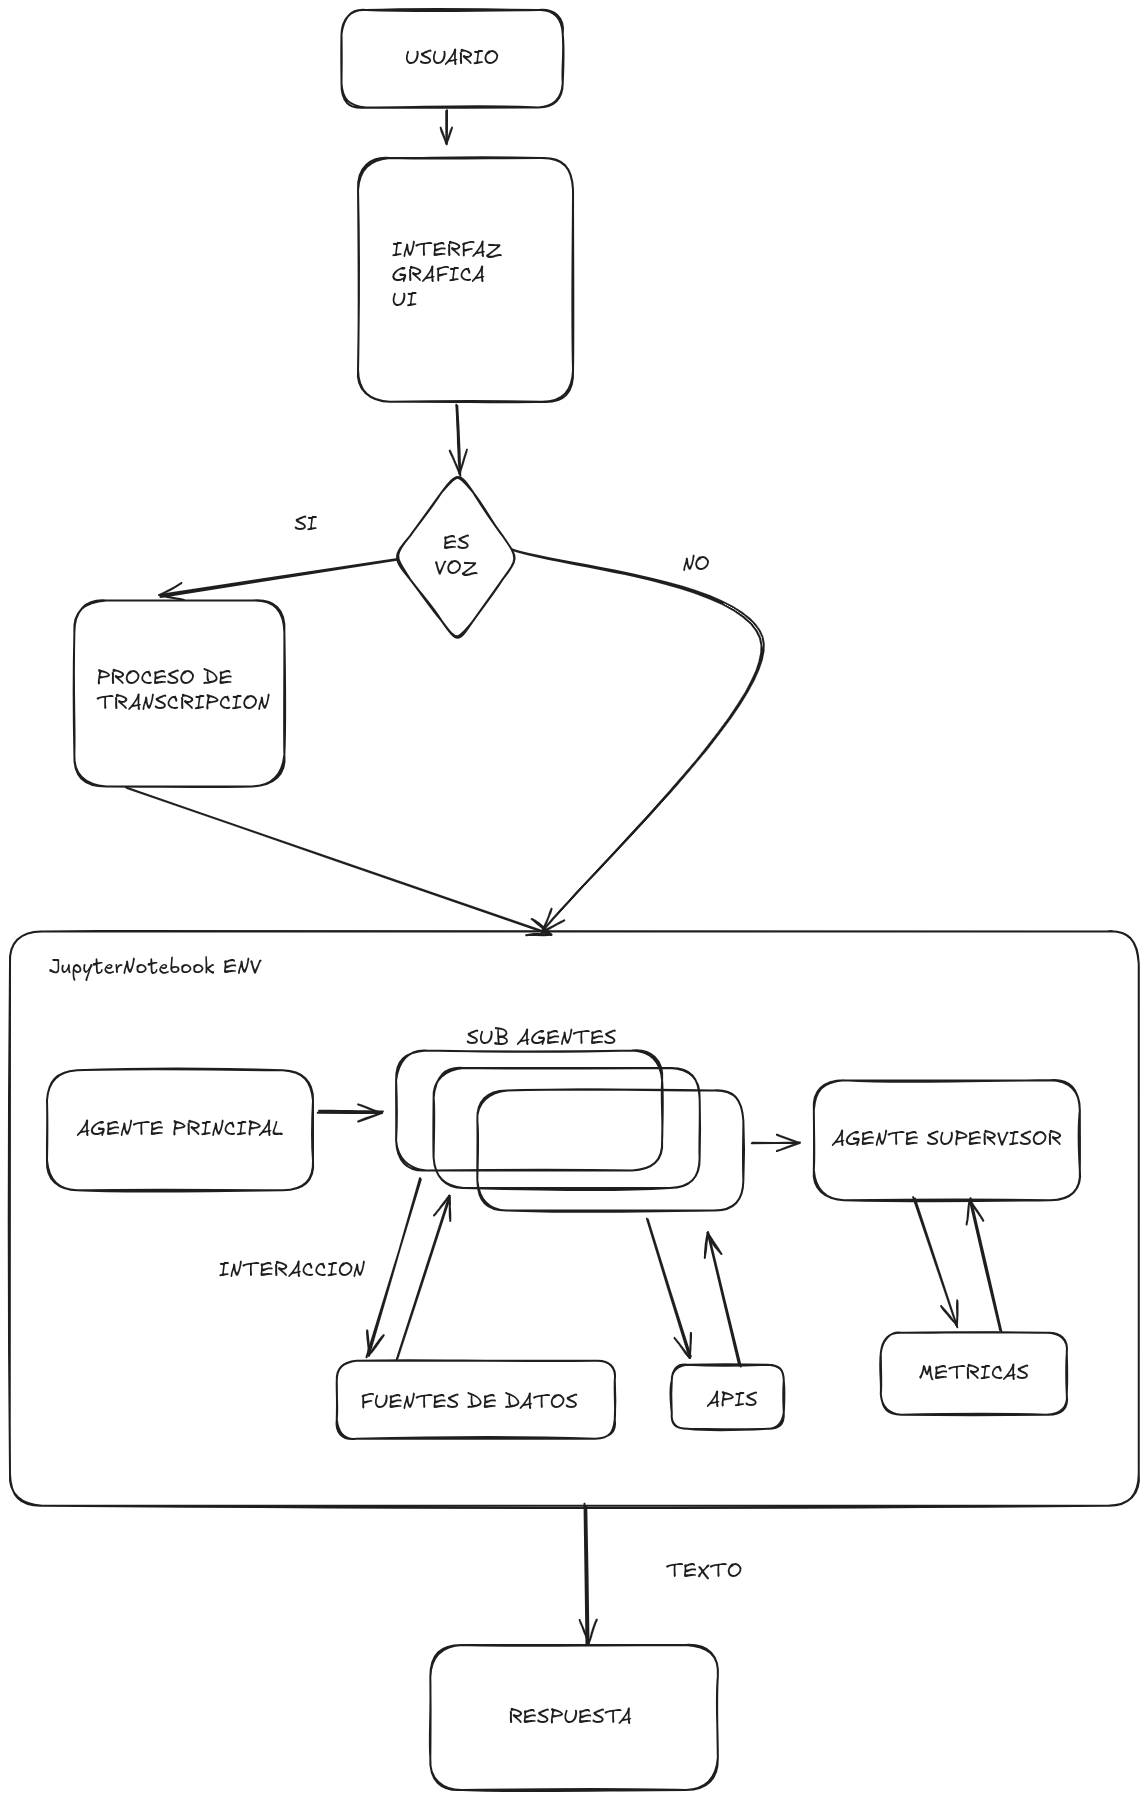 USUARIO
INTERFAZ
GRAFICA
UI
ES
VOZ
SI
NO
PROCESO DE
TRANSCRIPCION
JupyterNotebook ENV
SUB AGENTES
AGENTE PRINCIPAL
AGENTE SUPERVISOR
INTERACCION
FUENTES DE DATOS
APIS
METRICAS
TEXTO
RESPUESTA